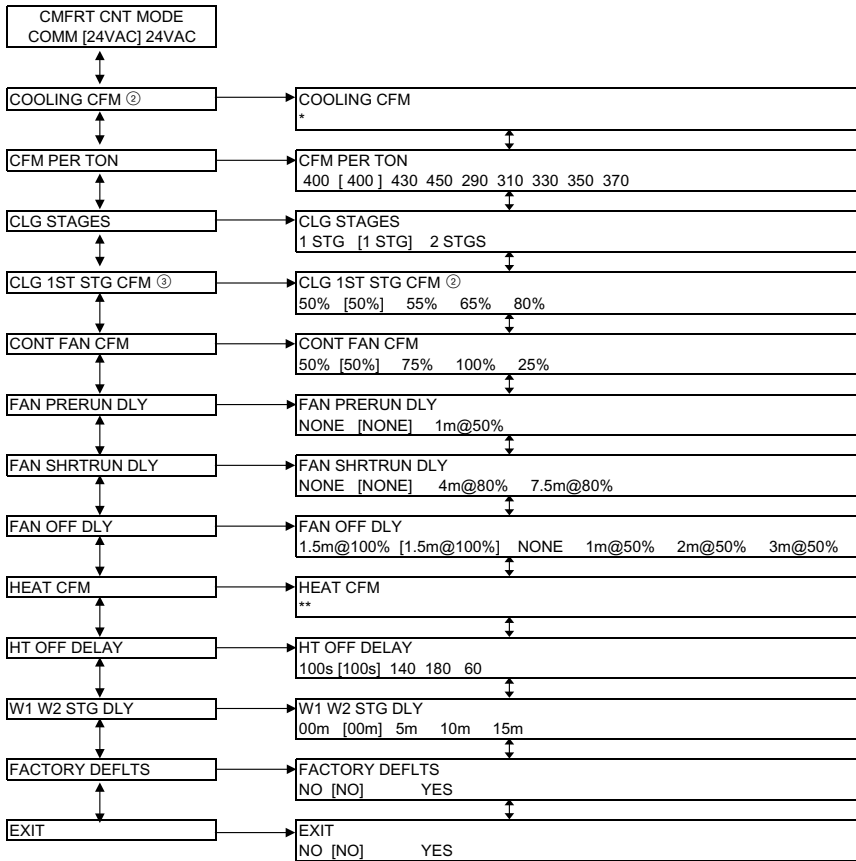 CMFRT CNT MODE
COMM [24VAC] 24VAC
COOLING CFM ②
COOLING CFM
*
CFM PER TON
CFM PER TON
400 [ 400 ] 430 450 290 310 330 350 370
CLG STAGES
CLG STAGES
1 STG [1 STG] 2 STGS
CLG 1ST STG CFM ③
CLG 1ST STG CFM ②
50% [50%] 55% 65% 80%
CONT FAN CFM
CONT FAN CFM
50% [50%] 75% 100% 25%
FAN PRERUN DLY
FAN PRERUN DLY
NONE [NONE] 1m@50%
FAN SHRTRUN DLY
FAN SHRTRUN DLY
NONE [NONE] 4m@80% 7.5m@80%
FAN OFF DLY
FAN OFF DLY
1.5m@100% [1.5m@100%] NONE 1m@50% 2m@50% 3m@50%
HEAT CFM
HEAT CFM
**
HT OFF DELAY
HT OFF DELAY
100s [100s] 140 180 60
W1 W2 STG DLY
W1 W2 STG DLY
00m [00m] 5m 10m 15m
FACTORY DEFLTS
FACTORY DEFLTS
NO [NO] YES
EXIT
EXIT
NO [NO] YES